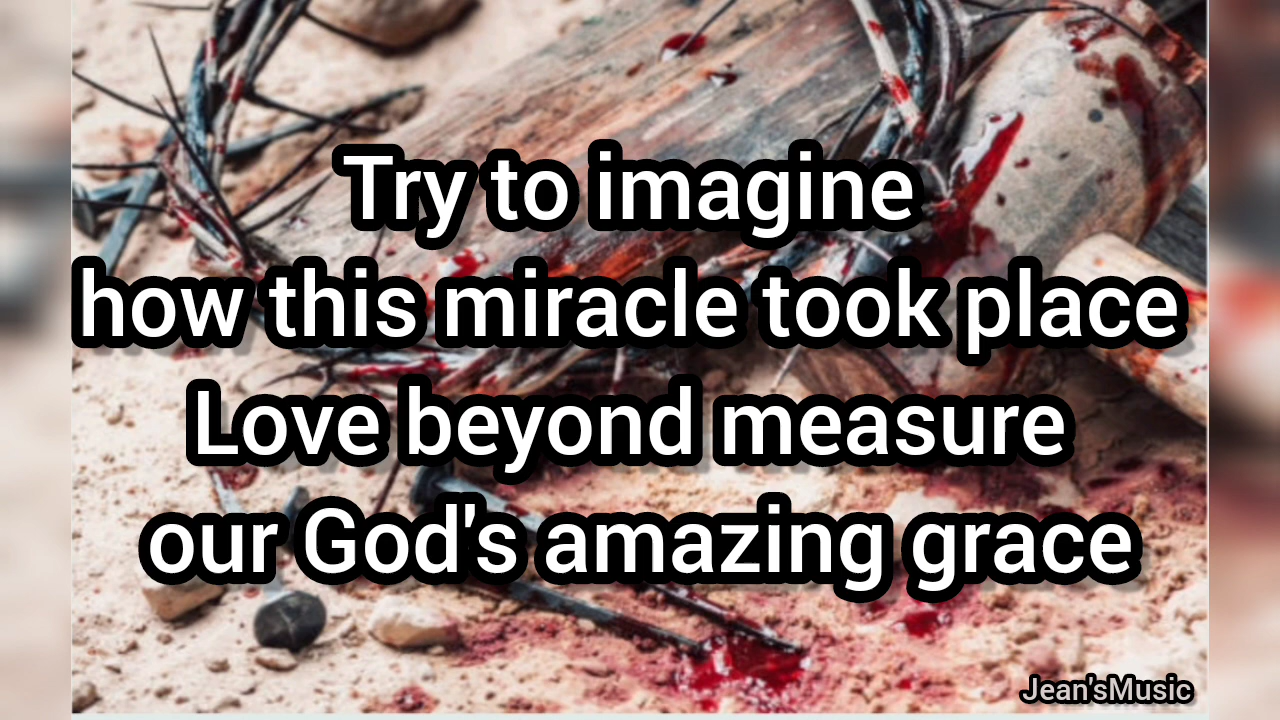 Try to imagine
how this miracle took place
Love beyond measure
our God's amazing grace
Jean'sMusic